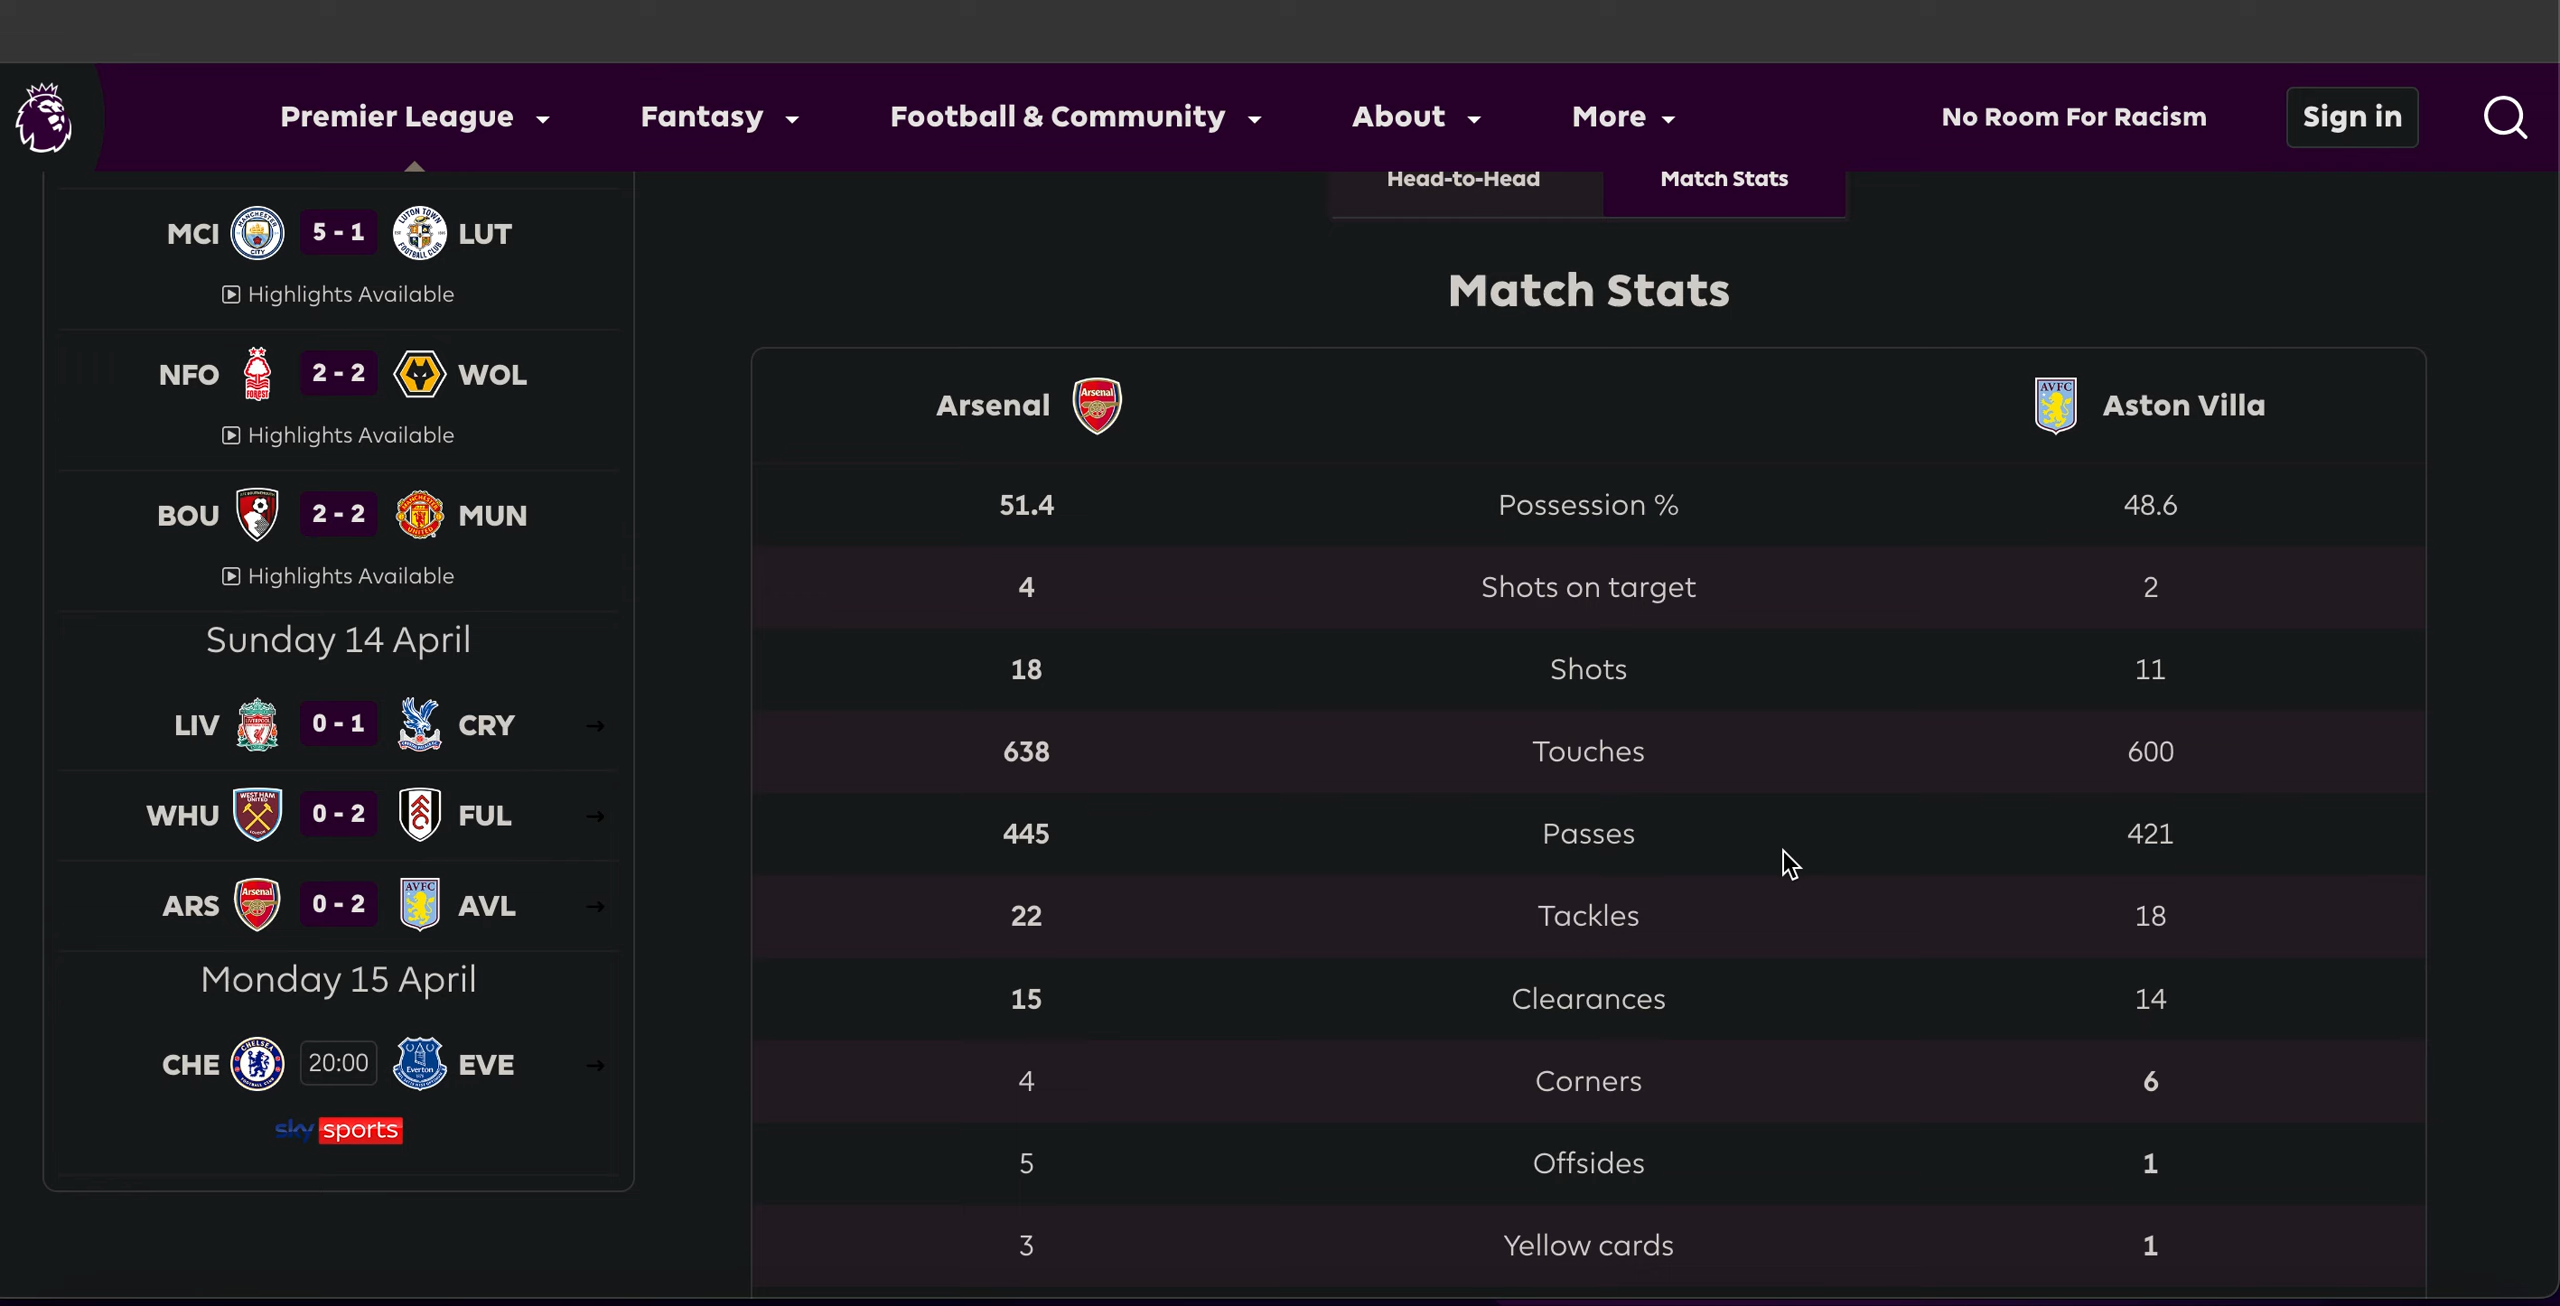 Premier League
Fantasy
Football & Community
About
More
No Room For Racism
Sign in
MCI 5 - 1 LUT
Highlights Available
NFO 2 - 2 WOL
Highlights Available
BOU 2 - 2 MUN
Highlights Available
Sunday 14 April
LIV 0 - 1 CRY
WHU 0 - 2 FUL
ARS 0 - 2 AVL
Monday 15 April
CHE 20:00 EVE
sky sports
Head-to-Head
Match Stats
Match Stats
Arsenal Aston Villa
51.4 Possession % 48.6
4 Shots on target 2
18 Shots 11
638 Touches 600
445 Passes 421
22 Tackles 18
15 Clearances 14
4 Corners 6
5 Offsides 1
3 Yellow cards 1